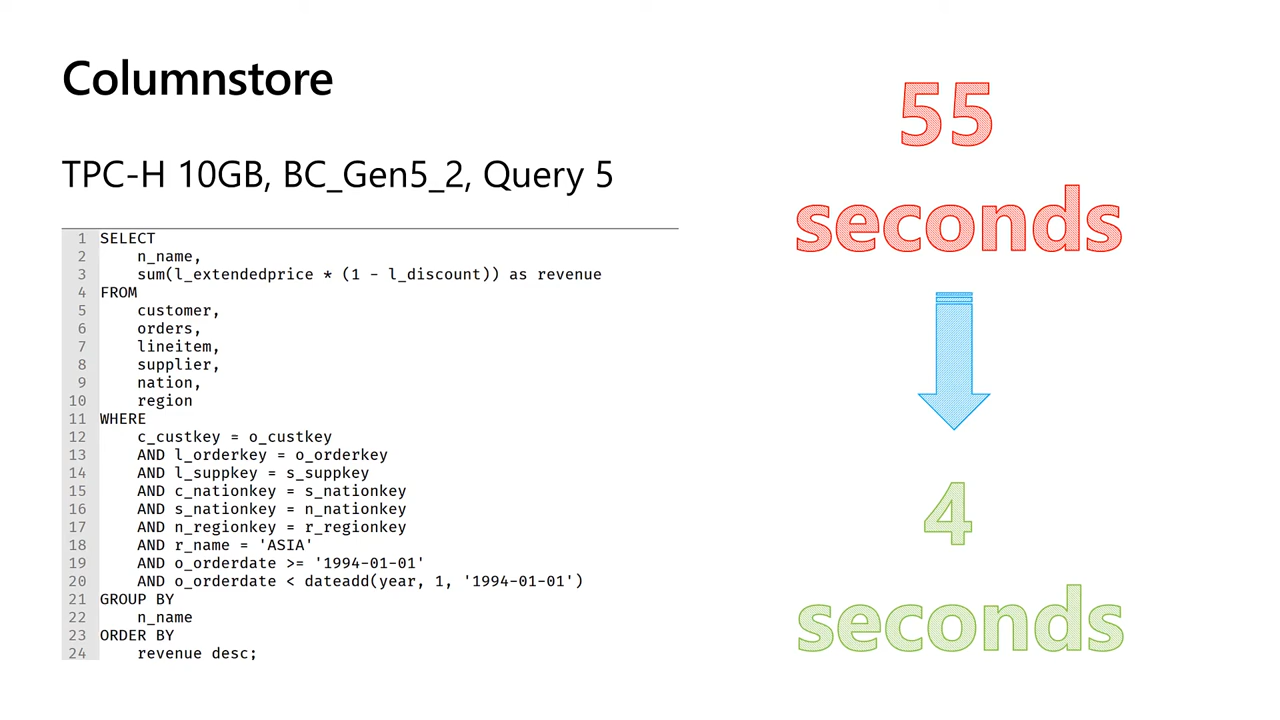 Columnstore
TPC-H 10GB, BC_Gen5_2, Query 5
1 SELECT
2     n_name,
3     sum(l_extendedprice * (1 - l_discount)) as revenue
4 FROM
5     customer,
6     orders,
7     lineitem,
8     supplier,
9     nation,
10     region
11 WHERE
12     c_custkey = o_custkey
13     AND l_orderkey = o_orderkey
14     AND l_suppkey = s_suppkey
15     AND c_nationkey = s_nationkey
16     AND s_nationkey = n_nationkey
17     AND n_regionkey = r_regionkey
18     AND r_name = 'ASIA'
19     AND o_orderdate >= '1994-01-01'
20     AND o_orderdate < dateadd(year, 1, '1994-01-01')
21 GROUP BY
22     n_name
23 ORDER BY
24     revenue desc;
55
seconds
4
seconds